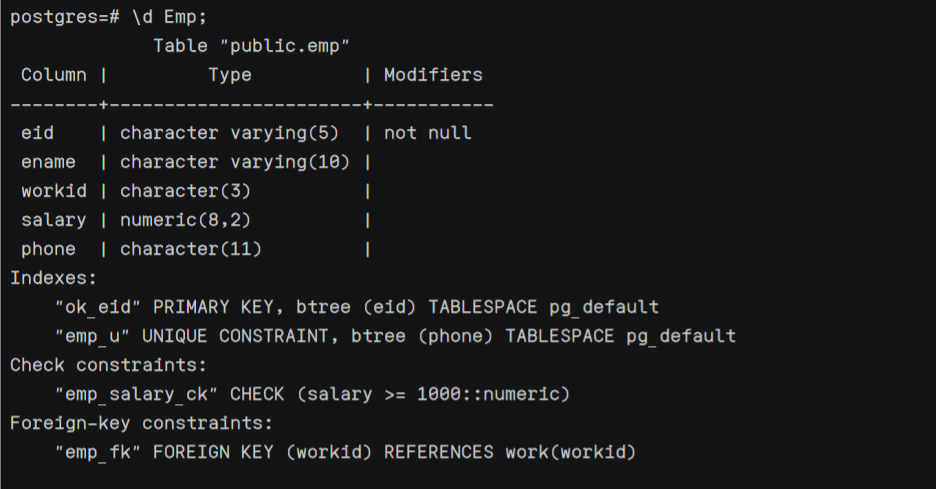 postgres=# \d Emp;
Table "public.emp"
Column | Type | Modifiers
--------+-----------------------+-----------
eid | character varying(5) | not null
ename | character varying(10) |
workid | character(3) |
salary | numeric(8,2) |
phone | character(11) |
Indexes:
"ok_eid" PRIMARY KEY, btree (eid) TABLESPACE pg_default
"emp_u" UNIQUE CONSTRAINT, btree (phone) TABLESPACE pg_default
Check constraints:
"emp_salary_ck" CHECK (salary >= 1000::numeric)
Foreign-key constraints:
"emp_fk" FOREIGN KEY (workid) REFERENCES work(workid)